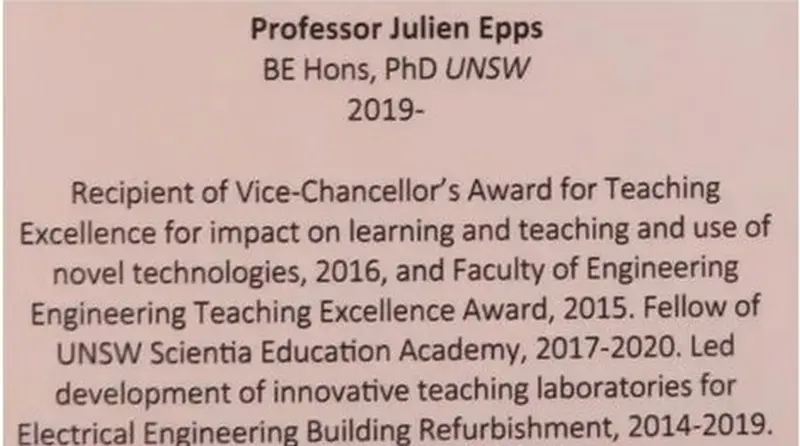 Professor Julien Epps
BE Hons, PhD UNSW
2019-
Recipient of Vice-Chancellor's Award for Teaching
Excellence for impact on learning and teaching and use of
novel technologies, 2016, and Faculty of Engineering
Engineering Teaching Excellence Award, 2015. Fellow of
UNSW Scientia Education Academy, 2017-2020. Led
development of innovative teaching laboratories for
Electrical Engineering Building Refurbishment, 2014-2019.